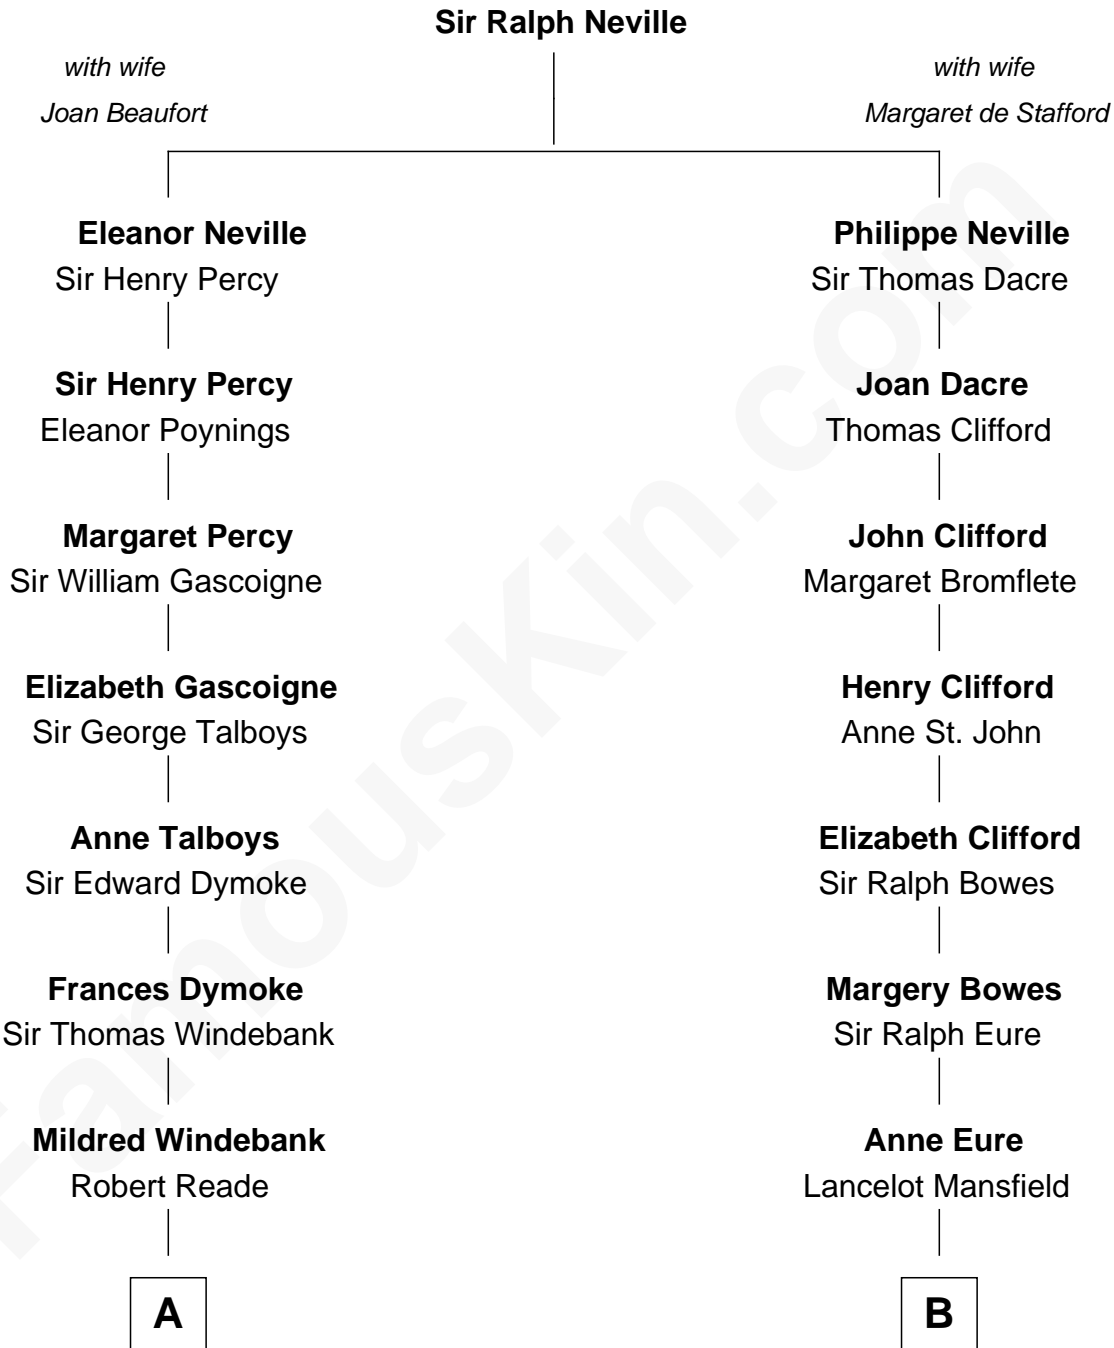 Sir Ralph Neville
with wife
Joan Beaufort
with wife
Margaret de Stafford
Eleanor Neville
Sir Henry Percy
Philippe Neville
Sir Thomas Dacre
Sir Henry Percy
Eleanor Poynings
Joan Dacre
Thomas Clifford
Margaret Percy
Sir William Gascoigne
John Clifford
Margaret Bromflete
Elizabeth Gascoigne
Sir George Talboys
Henry Clifford
Anne St. John
Anne Talboys
Sir Edward Dymoke
Elizabeth Clifford
Sir Ralph Bowes
Frances Dymoke
Sir Thomas Windebank
Margery Bowes
Sir Ralph Eure
Mildred Windebank
Robert Reade
Anne Eure
Lancelot Mansfield
A
B
FamousKin.com